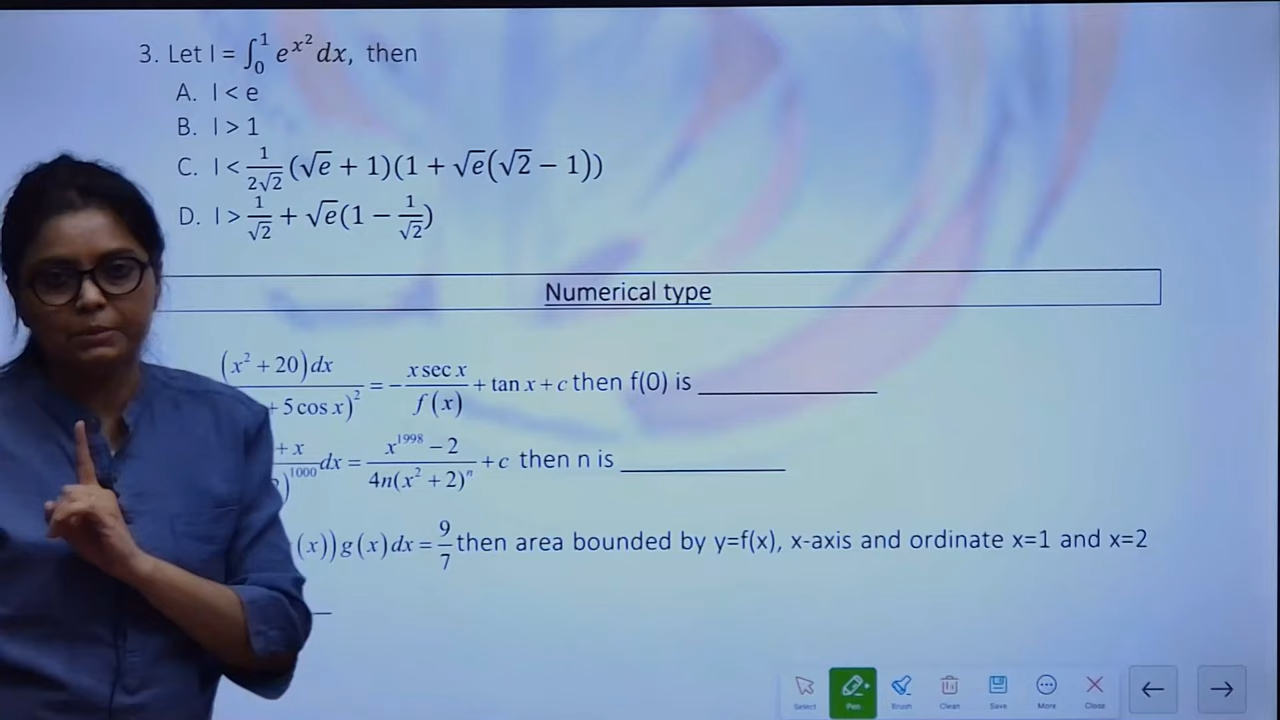 3. Let I = ∫₀¹ e^{x²} dx, then
A. I < e
B. I > 1
C. I < 1/(2√2) (√e + 1)(1 + √e(√2 − 1))
D. I > 1/√2 + √e(1 − 1/√2)
Numerical type
(x² + 20)dx / + 5 cos x)² = − x sec x / f(x) + tan x + c then f(0) is ____________
+ x / )^1000 dx = x^1998 − 2 / 4n(x² + 2)^n + c then n is ____________
(x)) g(x) dx = 9/7 then area bounded by y=f(x), x-axis and ordinate x=1 and x=2
Select Pen Brush Clean Save More Close